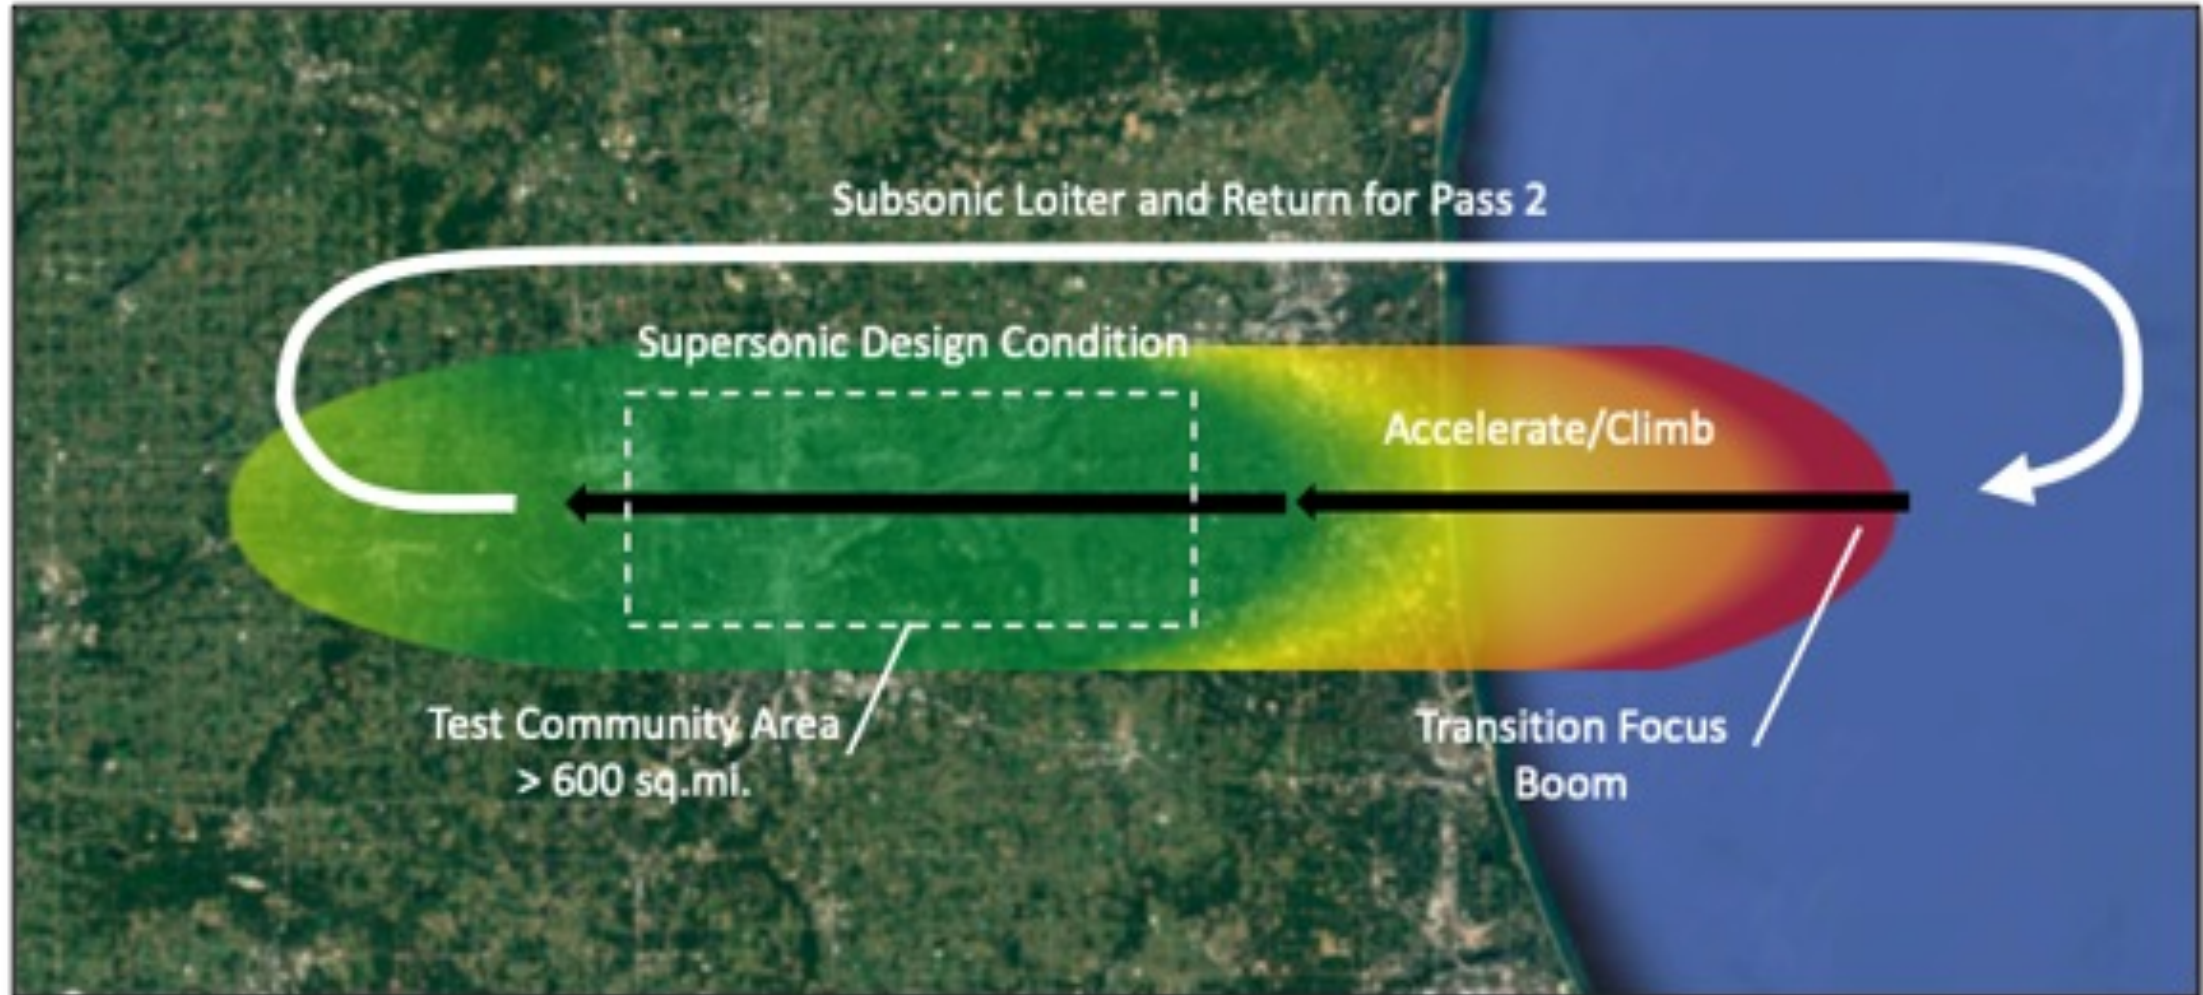 Subsonic Loiter and Return for Pass 2
Supersonic Design Condition
Accelerate/Climb
Test Community Area
> 600 sq.mi.
Transition Focus
Boom